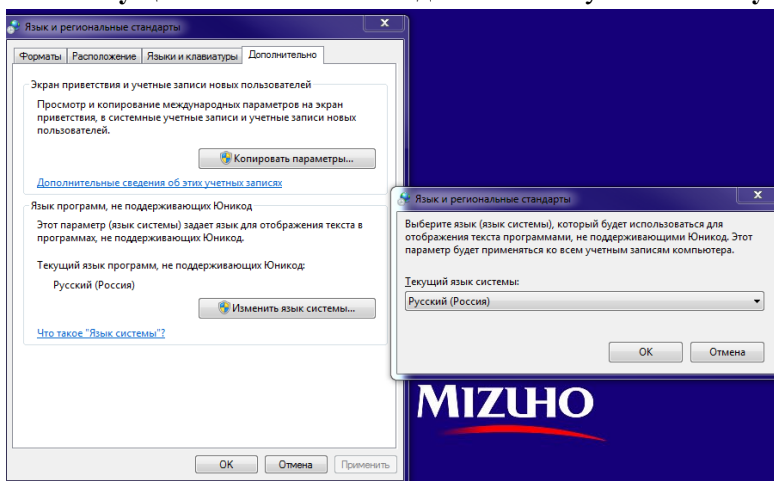 Язык и региональные стандарты
Форматы Расположение Языки и клавиатуры Дополнительно
Экран приветствия и учетные записи новых пользователей
Просмотр и копирование международных параметров на экран
приветствия, в системные учетные записи и учетные записи новых
пользователей.
Копировать параметры...
Дополнительные сведения об этих учетных записях
Язык программ, не поддерживающих Юникод
Этот параметр (язык системы) задает язык для отображения текста в
программах, не поддерживающих Юникод.
Текущий язык программ, не поддерживающих Юникод:
Русский (Россия)
Изменить язык системы...
Что такое "Язык системы"?
OK Отмена Применить
Язык и региональные стандарты
Выберите язык (язык системы), который будет использоваться для
отображения текста программами, не поддерживающими Юникод. Этот
параметр будет применяться ко всем учетным записям компьютера.
Текущий язык системы:
Русский (Россия)
OK Отмена
MIZUHO